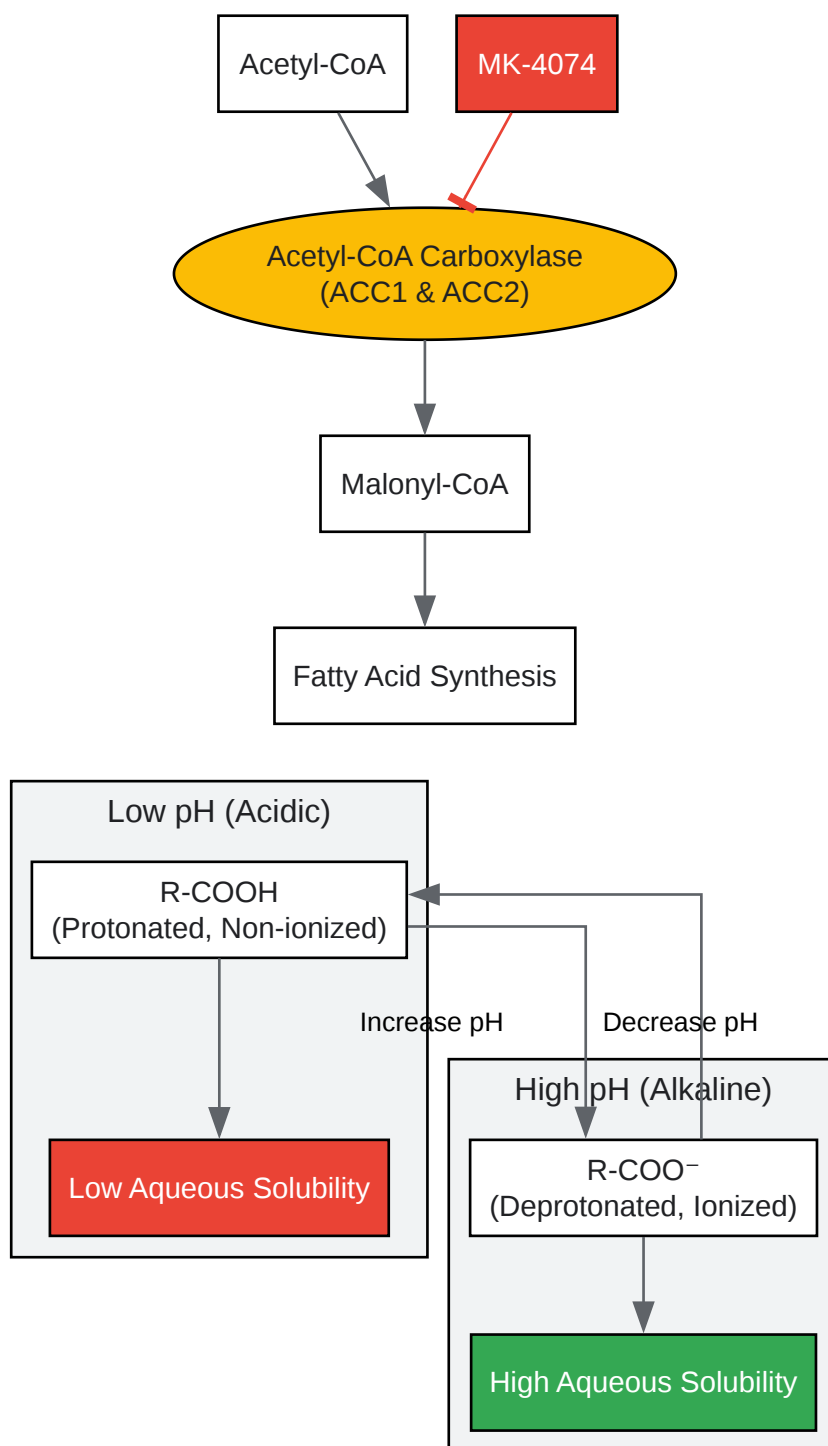 Acetyl-CoA
MK-4074
Acetyl-CoA Carboxylase
(ACC1 & ACC2)
Malonyl-CoA
Fatty Acid Synthesis
Low pH (Acidic)
R-COOH
(Protonated, Non-ionized)
Increase pH
Decrease pH
Low Aqueous Solubility
High pH (Alkaline)
R-COO⁻
(Deprotonated, Ionized)
High Aqueous Solubility